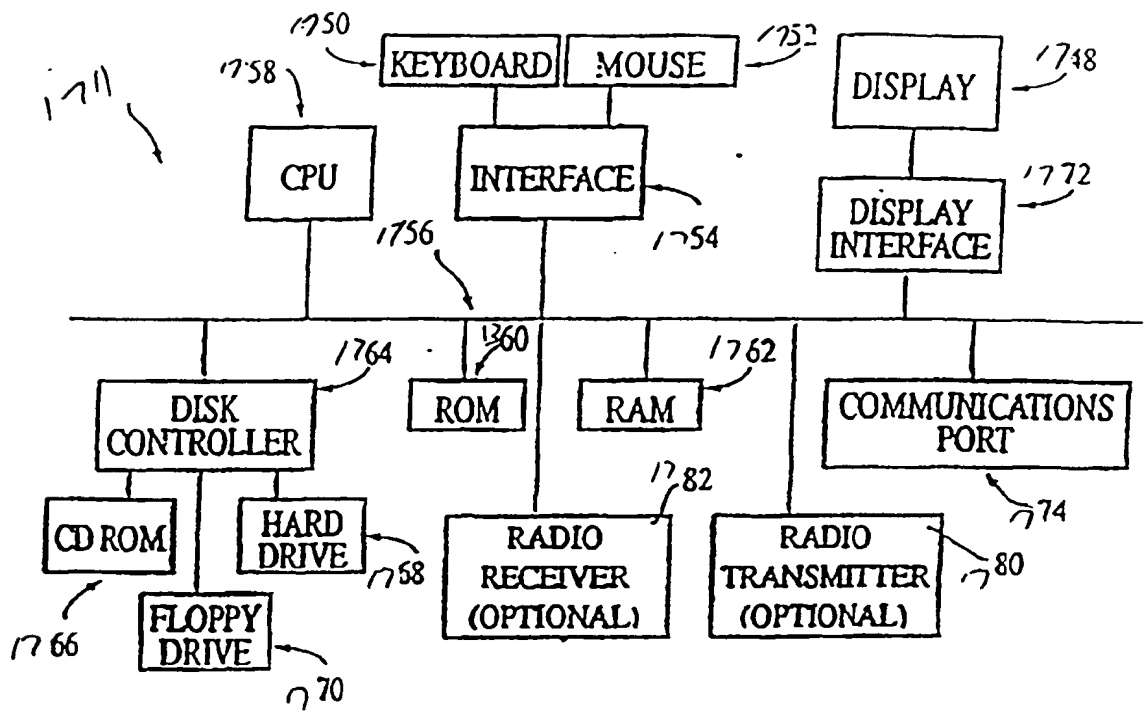 1750
KEYBOARD
MOUSE
1752
1711
1758
CPU
INTERFACE
1754
DISPLAY
1748
1772
DISPLAY
INTERFACE
1756
1764
DISK
CONTROLLER
1360
ROM
1762
RAM
COMMUNICATIONS
PORT
1774
CD ROM
1766
HARD
DRIVE
1768
FLOPPY
DRIVE
1770
1782
RADIO
RECEIVER
(OPTIONAL)
RADIO
TRANSMITTER
(OPTIONAL)
1780